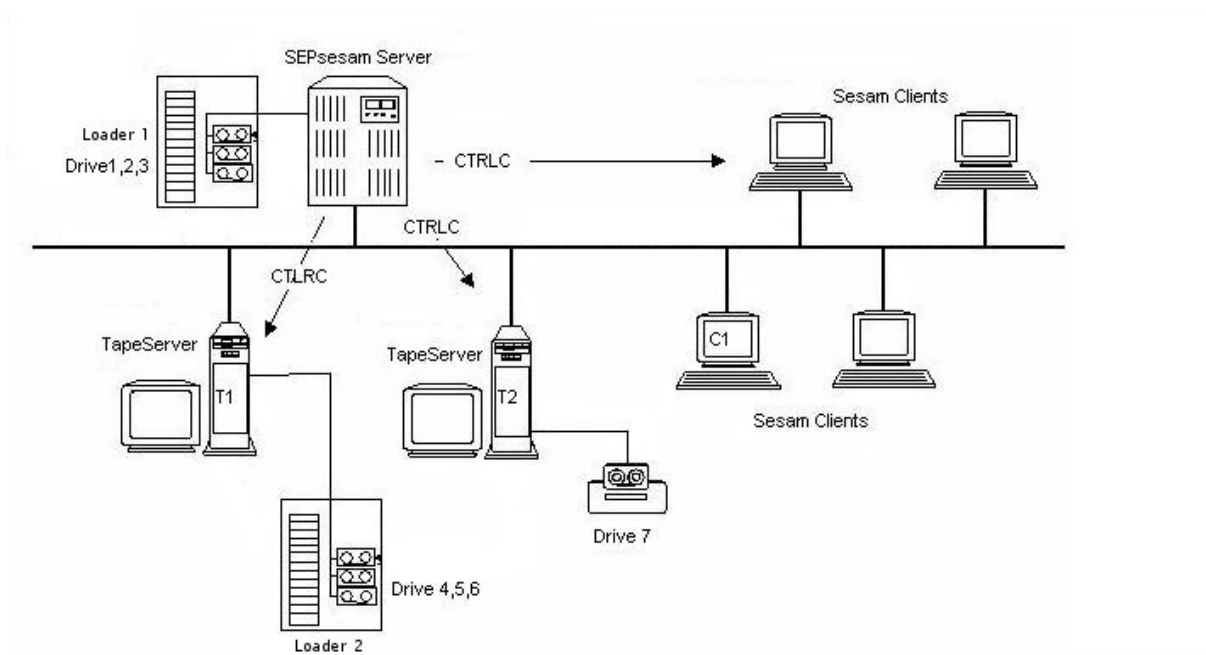 SEPsesam Server
Sesam Clients
Loader 1
Drive1,2,3
CTRLC
CTRLC
CTLRC
TapeServer
T1
TapeServer
T2
C1
Sesam Clients
Drive 7
Drive 4,5,6
Loader 2